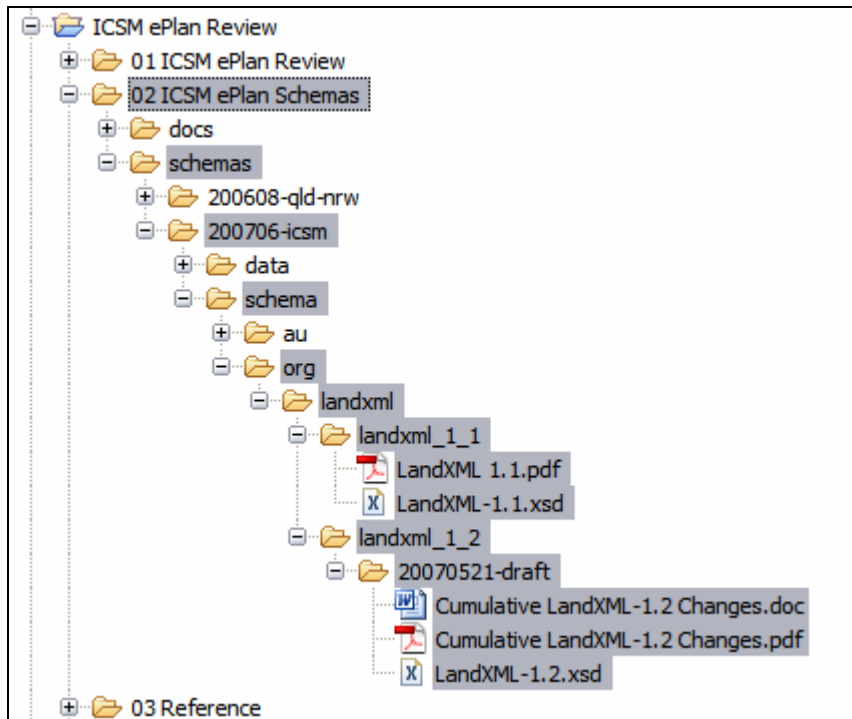 ICSM ePlan Review
01 ICSM ePlan Review
02 ICSM ePlan Schemas
docs
schemas
200608-qld-nrw
200706-icsm
data
schema
au
org
landxml
landxml_1_1
LandXML 1.1.pdf
LandXML-1.1.xsd
landxml_1_2
20070521-draft
Cumulative LandXML-1.2 Changes.doc
Cumulative LandXML-1.2 Changes.pdf
LandXML-1.2.xsd
03 Reference